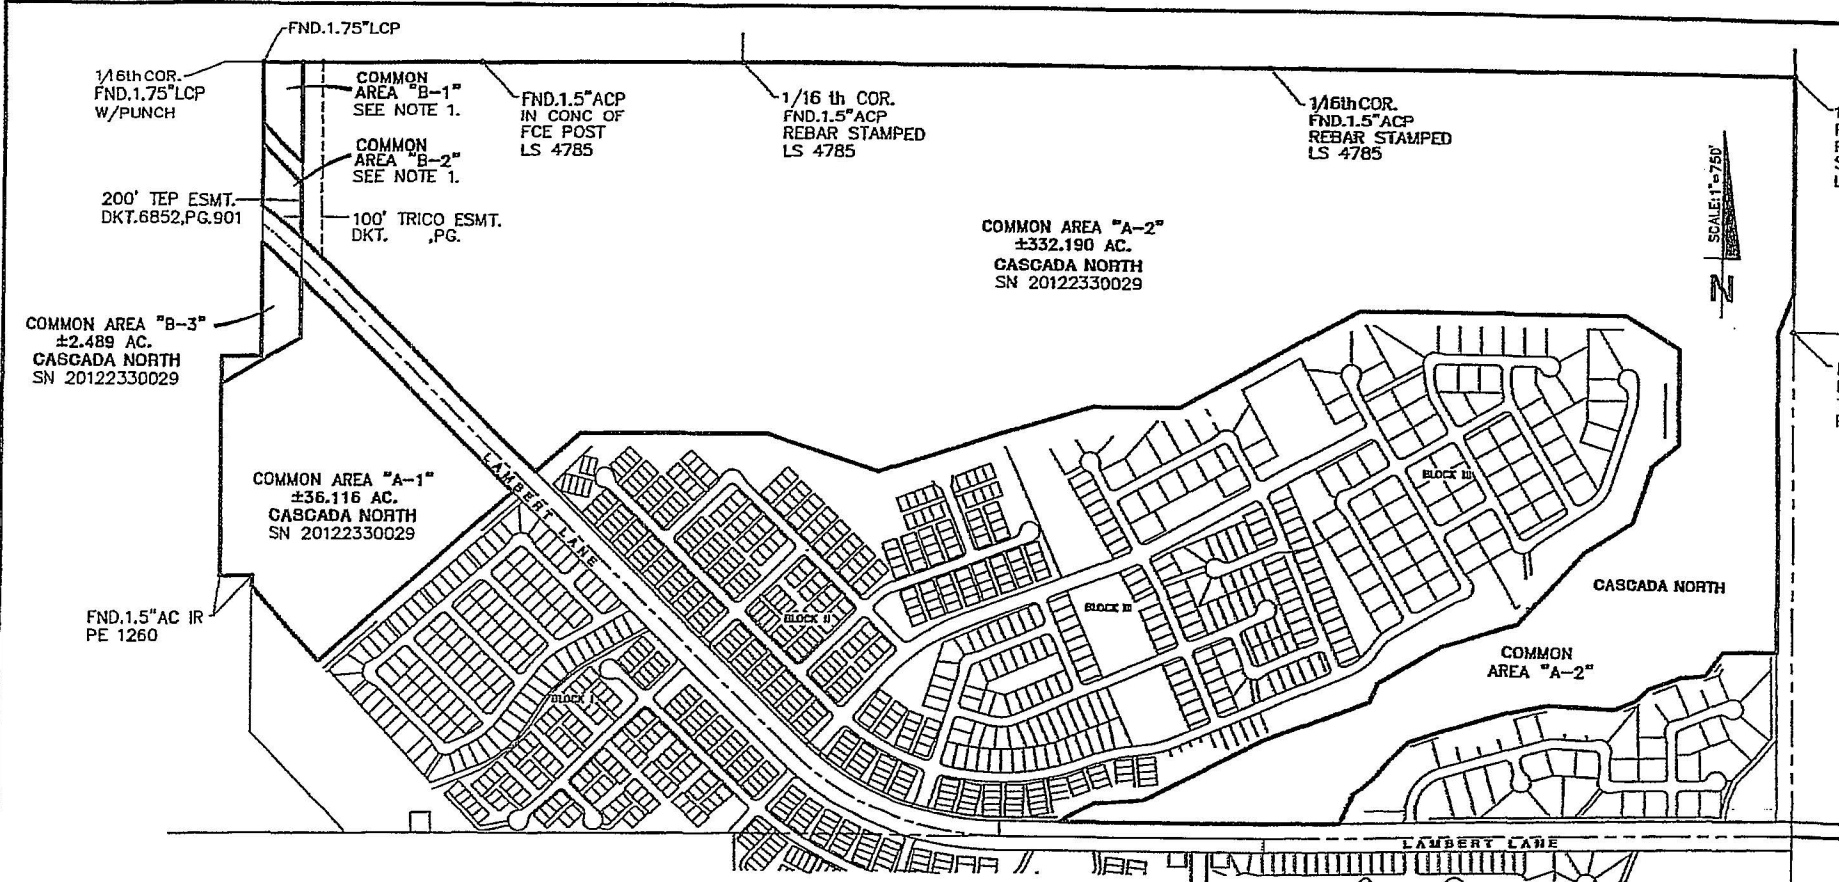 FND.1.75"LCP
1/16th COR.
FND.1.75"LCP
W/PUNCH
COMMON
AREA "B-1"
SEE NOTE 1.
COMMON
AREA "B-2"
SEE NOTE 1.
200' TEP ESMT.
DKT.6852,PG.901
100' TRICO ESMT.
DKT. ,PG.
FND.1.5"ACP
IN CONC OF
FCE POST
LS 4785
1/16 th COR.
FND.1.5"ACP
REBAR STAMPED
LS 4785
1/16th COR.
FND.1.5"ACP
REBAR STAMPED
LS 4785
SCALE:1"=750'
N
COMMON AREA "A-2"
±332.190 AC.
CASCADA NORTH
SN 20122330029
COMMON AREA "B-3"
±2.489 AC.
CASCADA NORTH
SN 20122330029
COMMON AREA "A-1"
±36.116 AC.
CASCADA NORTH
SN 20122330029
LAMBERT LANE
FND.1.5"AC IR
PE 1260
BLOCK I
BLOCK II
BLOCK III
BLOCK III
CASCADA NORTH
COMMON
AREA "A-2"
LAMBERT LANE